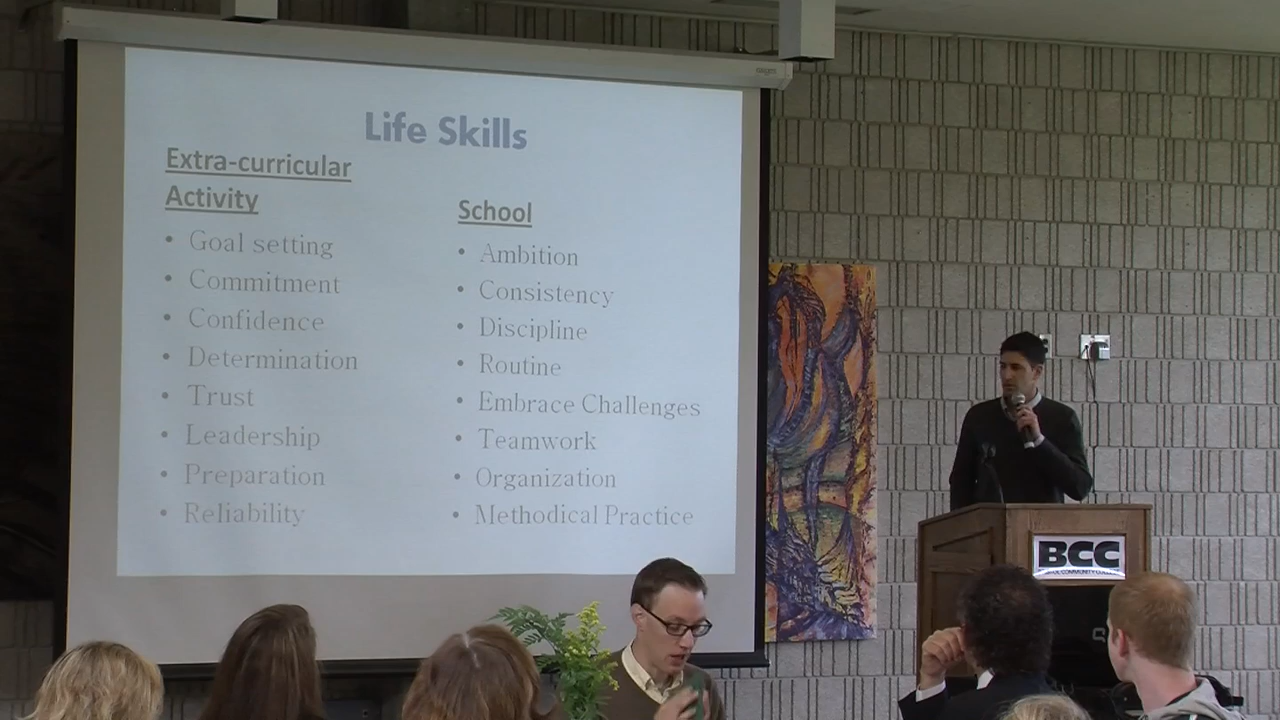 Life Skills
Extra-curricular
Activity
• Goal setting
• Commitment
• Confidence
• Determination
• Trust
• Leadership
• Preparation
• Reliability
School
• Ambition
• Consistency
• Discipline
• Routine
• Embrace Challenges
• Teamwork
• Organization
• Methodical Practice
BCC
COMMUNITY